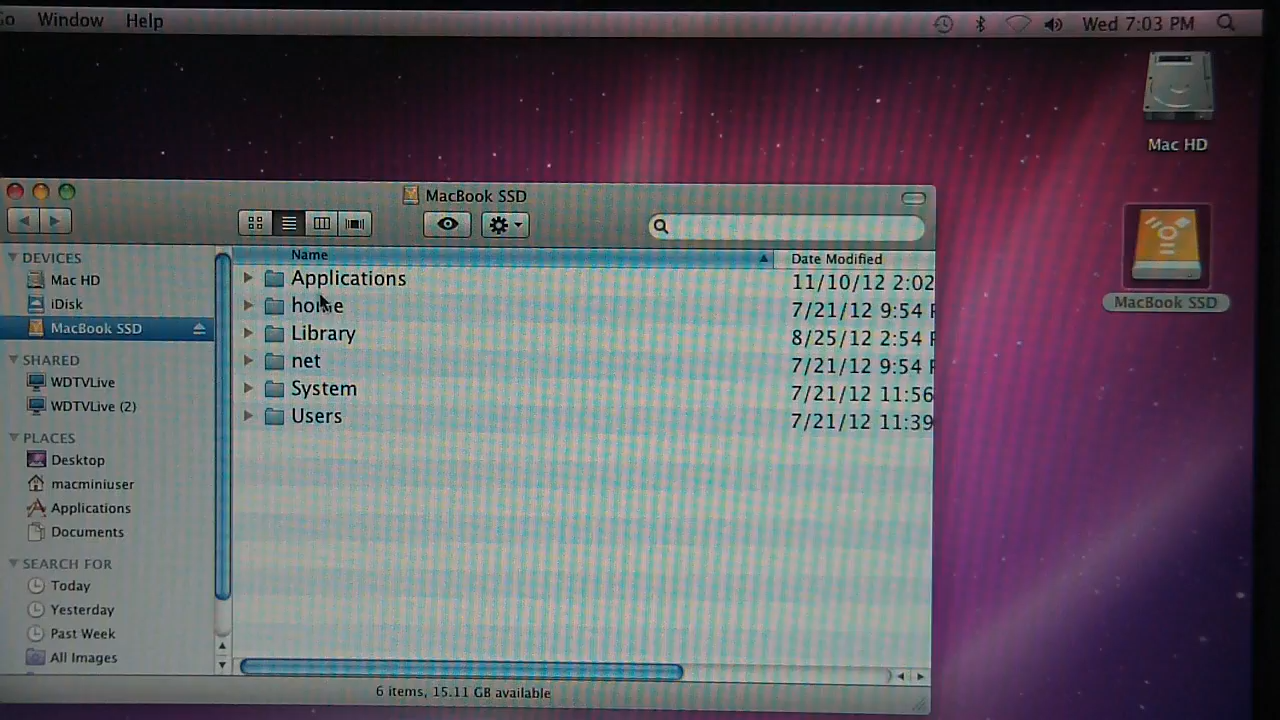 Window Help
Wed 7:03 PM
Mac HD
MacBook SSD
MacBook SSD
DEVICES
Mac HD
iDisk
MacBook SSD
SHARED
WDTVLive
WDTVLive (2)
PLACES
Desktop
macminiuser
Applications
Documents
SEARCH FOR
Today
Yesterday
Past Week
All Images
Name Date Modified
Applications 11/10/12 2:02
home 7/21/12 9:54
Library 8/25/12 2:54
net 7/21/12 9:54
System 7/21/12 11:56
Users 7/21/12 11:39
6 items, 15.11 GB available